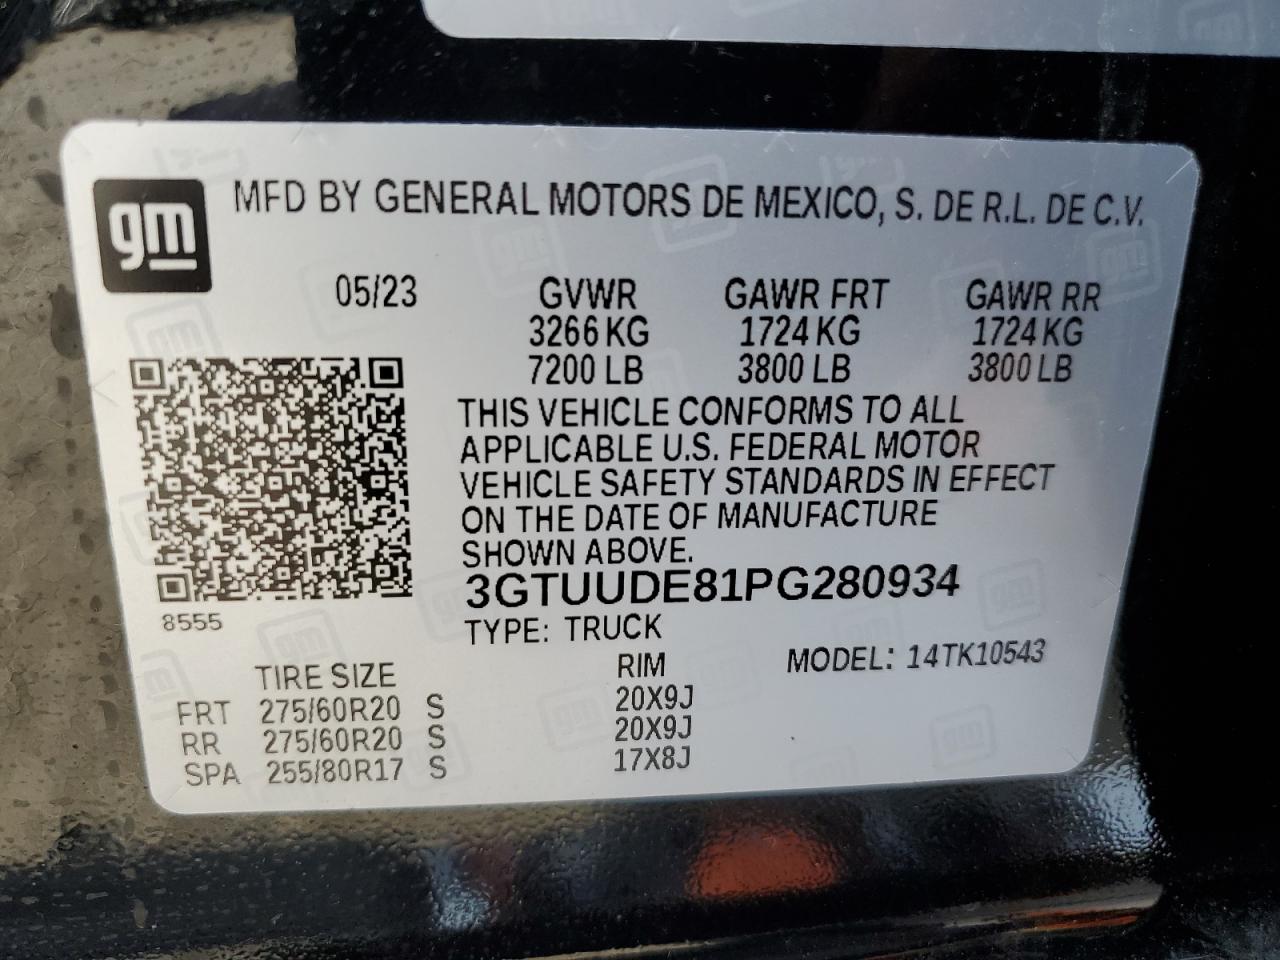 gm
MFD BY GENERAL MOTORS DE MEXICO, S. DE R.L. DE C.V.
05/23 GVWR GAWR FRT GAWR RR
3266 KG 1724 KG 1724 KG
7200 LB 3800 LB 3800 LB
THIS VEHICLE CONFORMS TO ALL
APPLICABLE U.S. FEDERAL MOTOR
VEHICLE SAFETY STANDARDS IN EFFECT
ON THE DATE OF MANUFACTURE
SHOWN ABOVE.
3GTUUDE81PG280934
8555
TYPE: TRUCK
TIRE SIZE RIM MODEL: 14TK10543
FRT 275/60R20 S 20X9J
RR 275/60R20 S 20X9J
SPA 255/80R17 S 17X8J